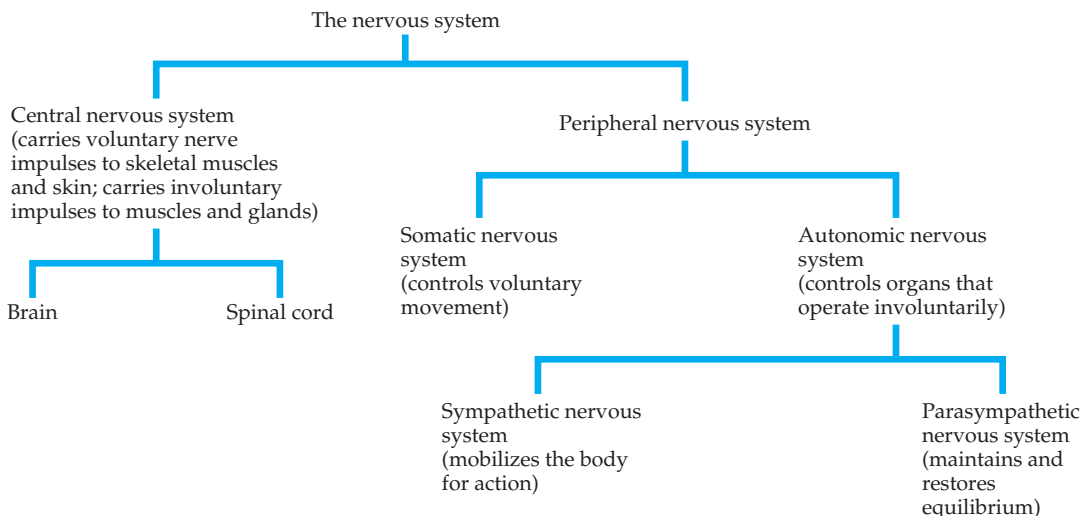 The nervous system
Central nervous system
(carries voluntary nerve
impulses to skeletal muscles
and skin; carries involuntary
impulses to muscles and glands)
Peripheral nervous system
Somatic nervous
system
(controls voluntary
movement)
Autonomic nervous
system
(controls organs that
operate involuntarily)
Brain
Spinal cord
Sympathetic nervous
system
(mobilizes the body
for action)
Parasympathetic
nervous system
(maintains and
restores
equilibrium)